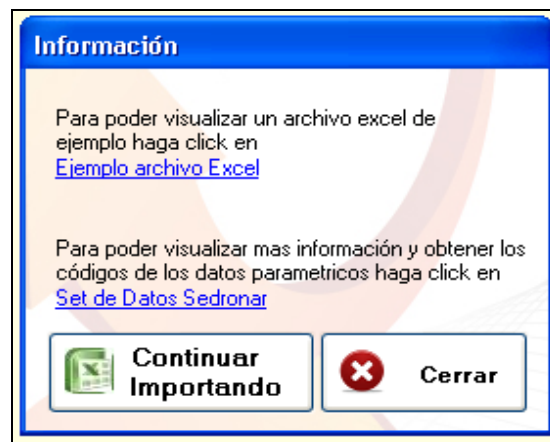 Información
Para poder visualizar un archivo excel de
ejemplo haga click en
Ejemplo archivo Excel
Para poder visualizar mas información y obtener los
códigos de los datos parametricos haga click en
Set de Datos Sedronar
Continuar
Importando
Cerrar